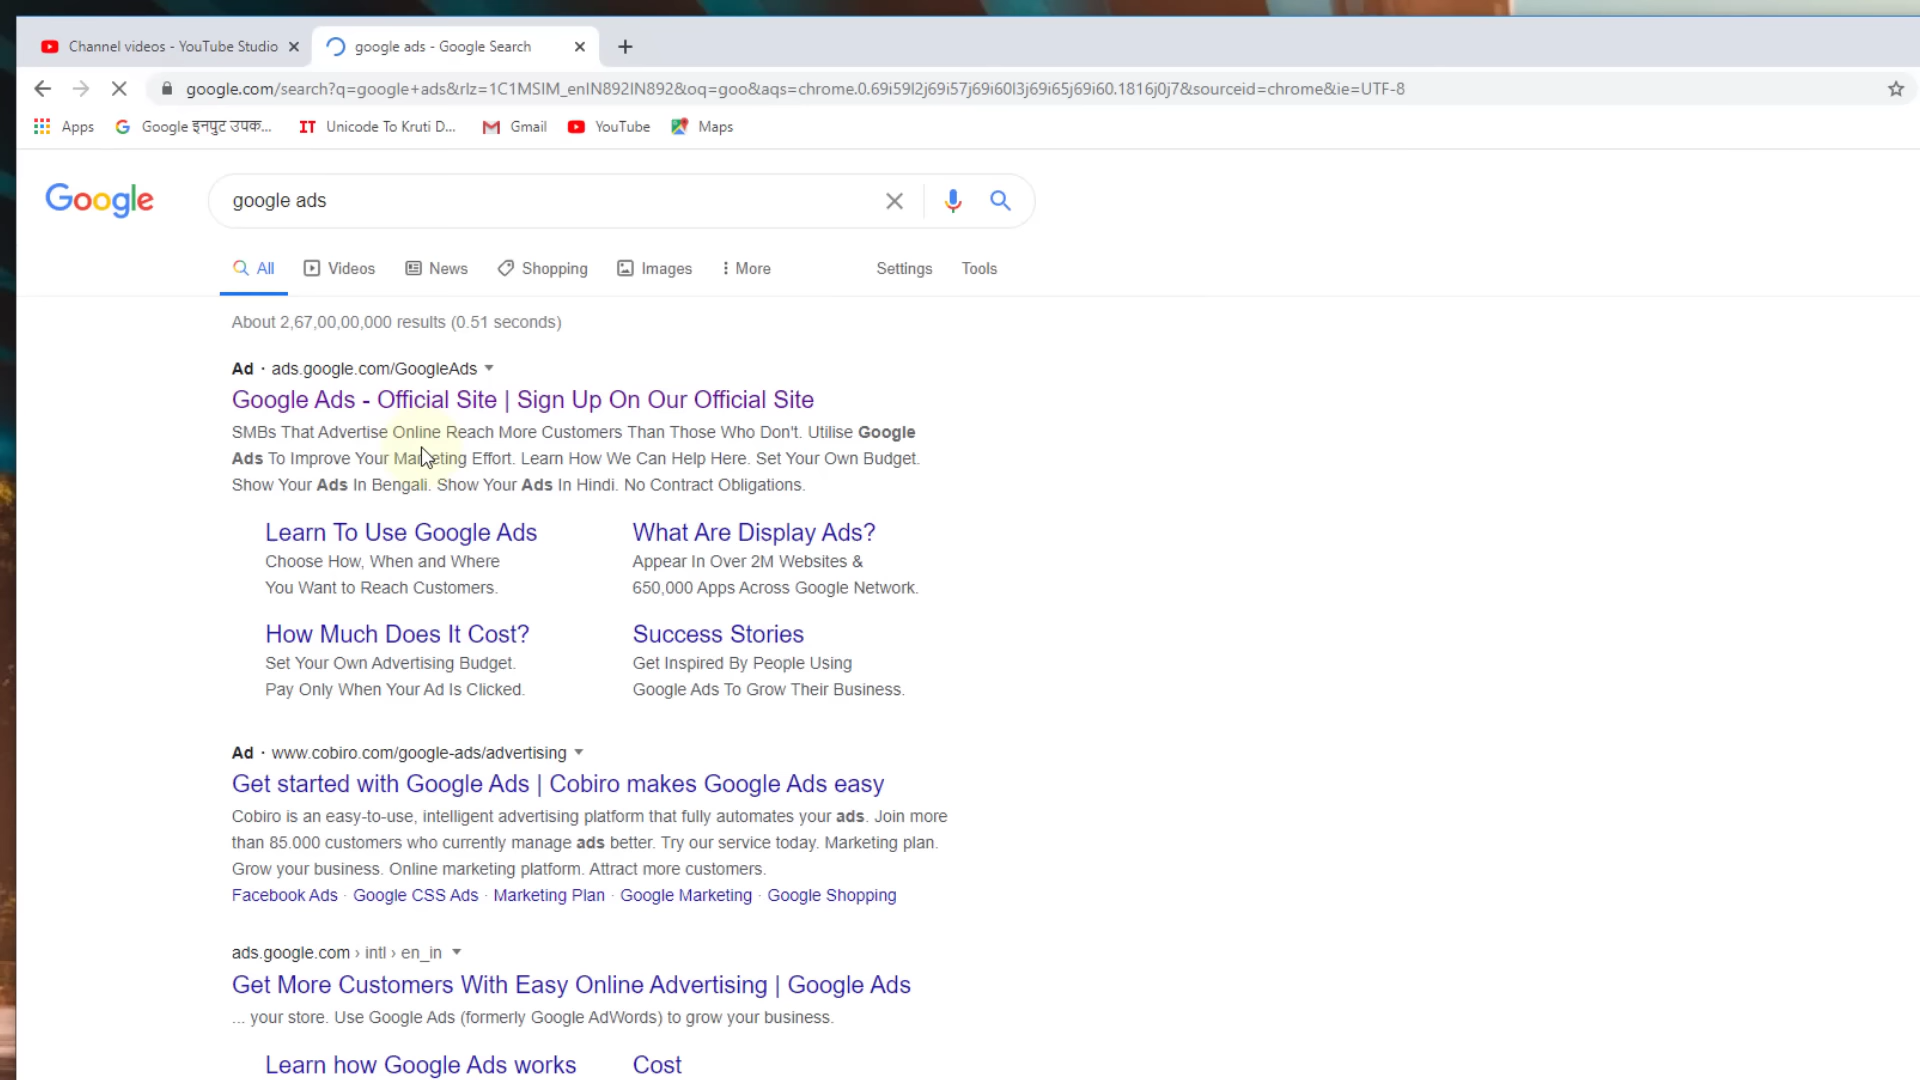 Channel videos - YouTube Studio
google ads - Google Search
google.com/search?q=google+ads&rlz=1C1MSIM_enIN892IN892&oq=goo&aqs=chrome.0.69i59l2j69i57j69i60l3j69i65j69i60.1816j0j7&sourceid=chrome&ie=UTF-8
Apps Google इनपुट उपक... IT Unicode To Kruti D... Gmail YouTube Maps
Google google ads
All Videos News Shopping Images More Settings Tools
About 2,67,00,00,000 results (0.51 seconds)
Ad · ads.google.com/GoogleAds
Google Ads - Official Site | Sign Up On Our Official Site
SMBs That Advertise Online Reach More Customers Than Those Who Don't. Utilise Google
Ads To Improve Your Marketing Effort. Learn How We Can Help Here. Set Your Own Budget.
Show Your Ads In Bengali. Show Your Ads In Hindi. No Contract Obligations.
Learn To Use Google Ads
Choose How, When and Where
You Want to Reach Customers.
What Are Display Ads?
Appear In Over 2M Websites &
650,000 Apps Across Google Network.
How Much Does It Cost?
Set Your Own Advertising Budget.
Pay Only When Your Ad Is Clicked.
Success Stories
Get Inspired By People Using
Google Ads To Grow Their Business.
Ad · www.cobiro.com/google-ads/advertising
Get started with Google Ads | Cobiro makes Google Ads easy
Cobiro is an easy-to-use, intelligent advertising platform that fully automates your ads. Join more
than 85.000 customers who currently manage ads better. Try our service today. Marketing plan.
Grow your business. Online marketing platform. Attract more customers.
Facebook Ads · Google CSS Ads · Marketing Plan · Google Marketing · Google Shopping
ads.google.com › intl › en_in
Get More Customers With Easy Online Advertising | Google Ads
... your store. Use Google Ads (formerly Google AdWords) to grow your business.
Learn how Google Ads works
Cost